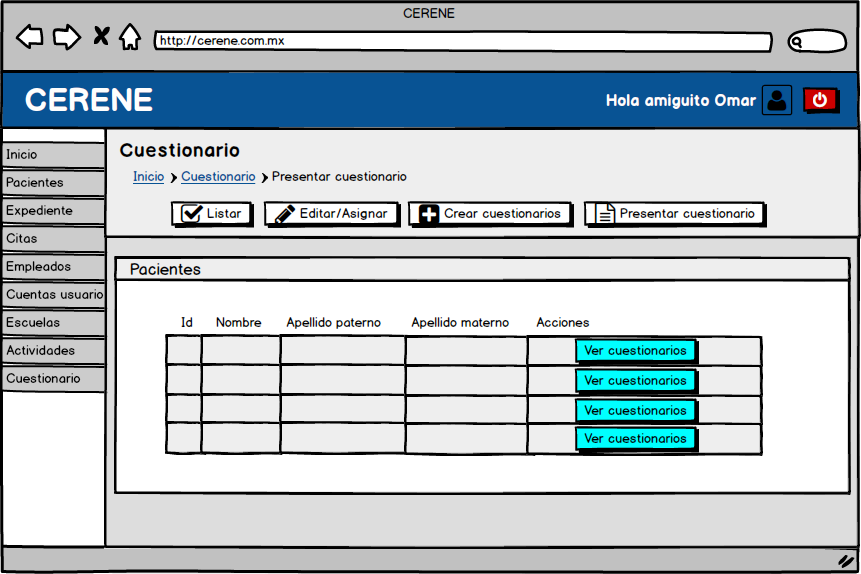 CERENE
http://cerene.com.mx
CERENE
Hola amiguito Omar
Inicio
Pacientes
Expediente
Citas
Empleados
Cuentas usuario
Escuelas
Actividades
Cuestionario
Cuestionario
Inicio Cuestionario Presentar cuestionario
Listar Editar/Asignar Crear cuestionarios Presentar cuestionario
Pacientes
Id Nombre Apellido paterno Apellido materno Acciones
Ver cuestionarios
Ver cuestionarios
Ver cuestionarios
Ver cuestionarios